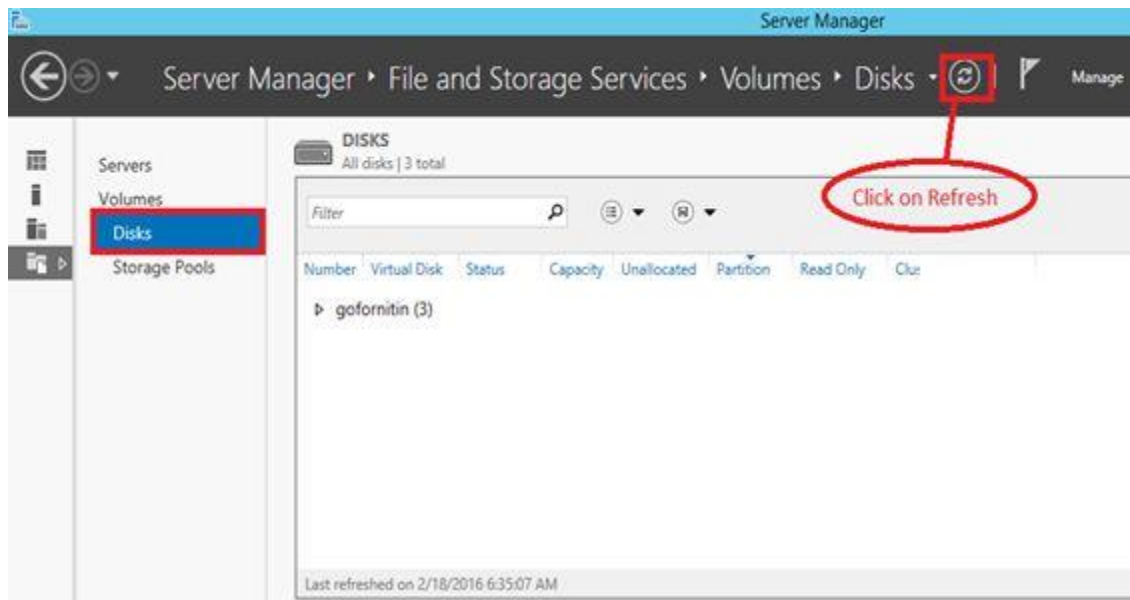 Server Manager
Server Manager ‣ File and Storage Services ‣ Volumes ‣ Disks
Manage
Servers
Volumes
Disks
Storage Pools
DISKS
All disks | 3 total
Filter
Click on Refresh
Number Virtual Disk Status Capacity Unallocated Partition Read Only Clus
gofornitin (3)
Last refreshed on 2/18/2016 6:35:07 AM